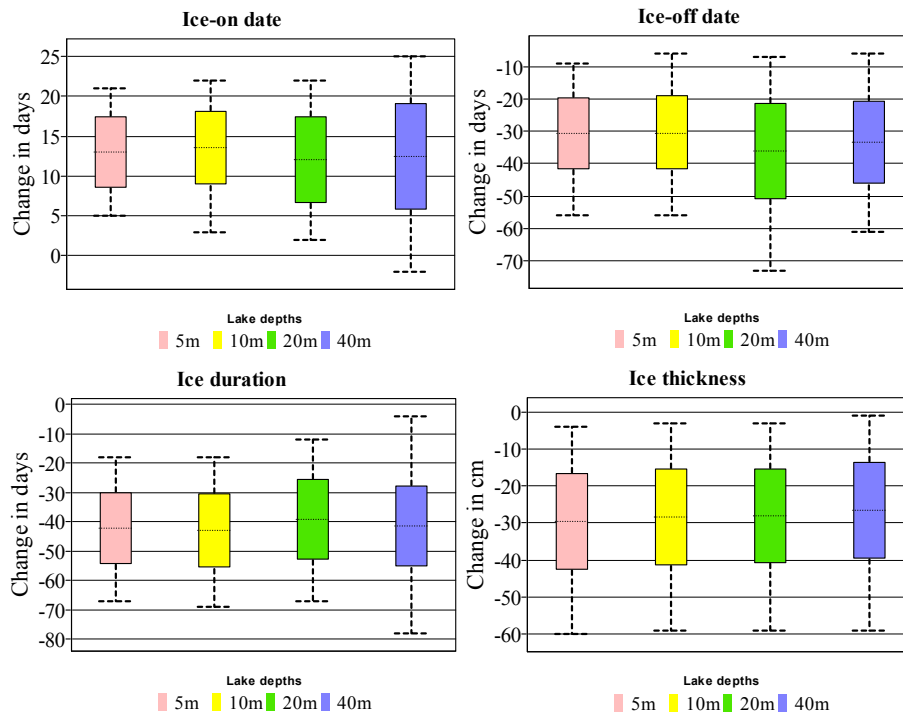 Ice-on date
Change in days
25
20
15
10
5
0
Lake depths
5m 10m 20m 40m
Ice-off date
Change in days
-10
-20
-30
-40
-50
-60
-70
Lake depths
5m 10m 20m 40m
Ice duration
Change in days
0
-10
-20
-30
-40
-50
-60
-70
-80
Lake depths
5m 10m 20m 40m
Ice thickness
Change in cm
0
-10
-20
-30
-40
-50
-60
Lake depths
5m 10m 20m 40m